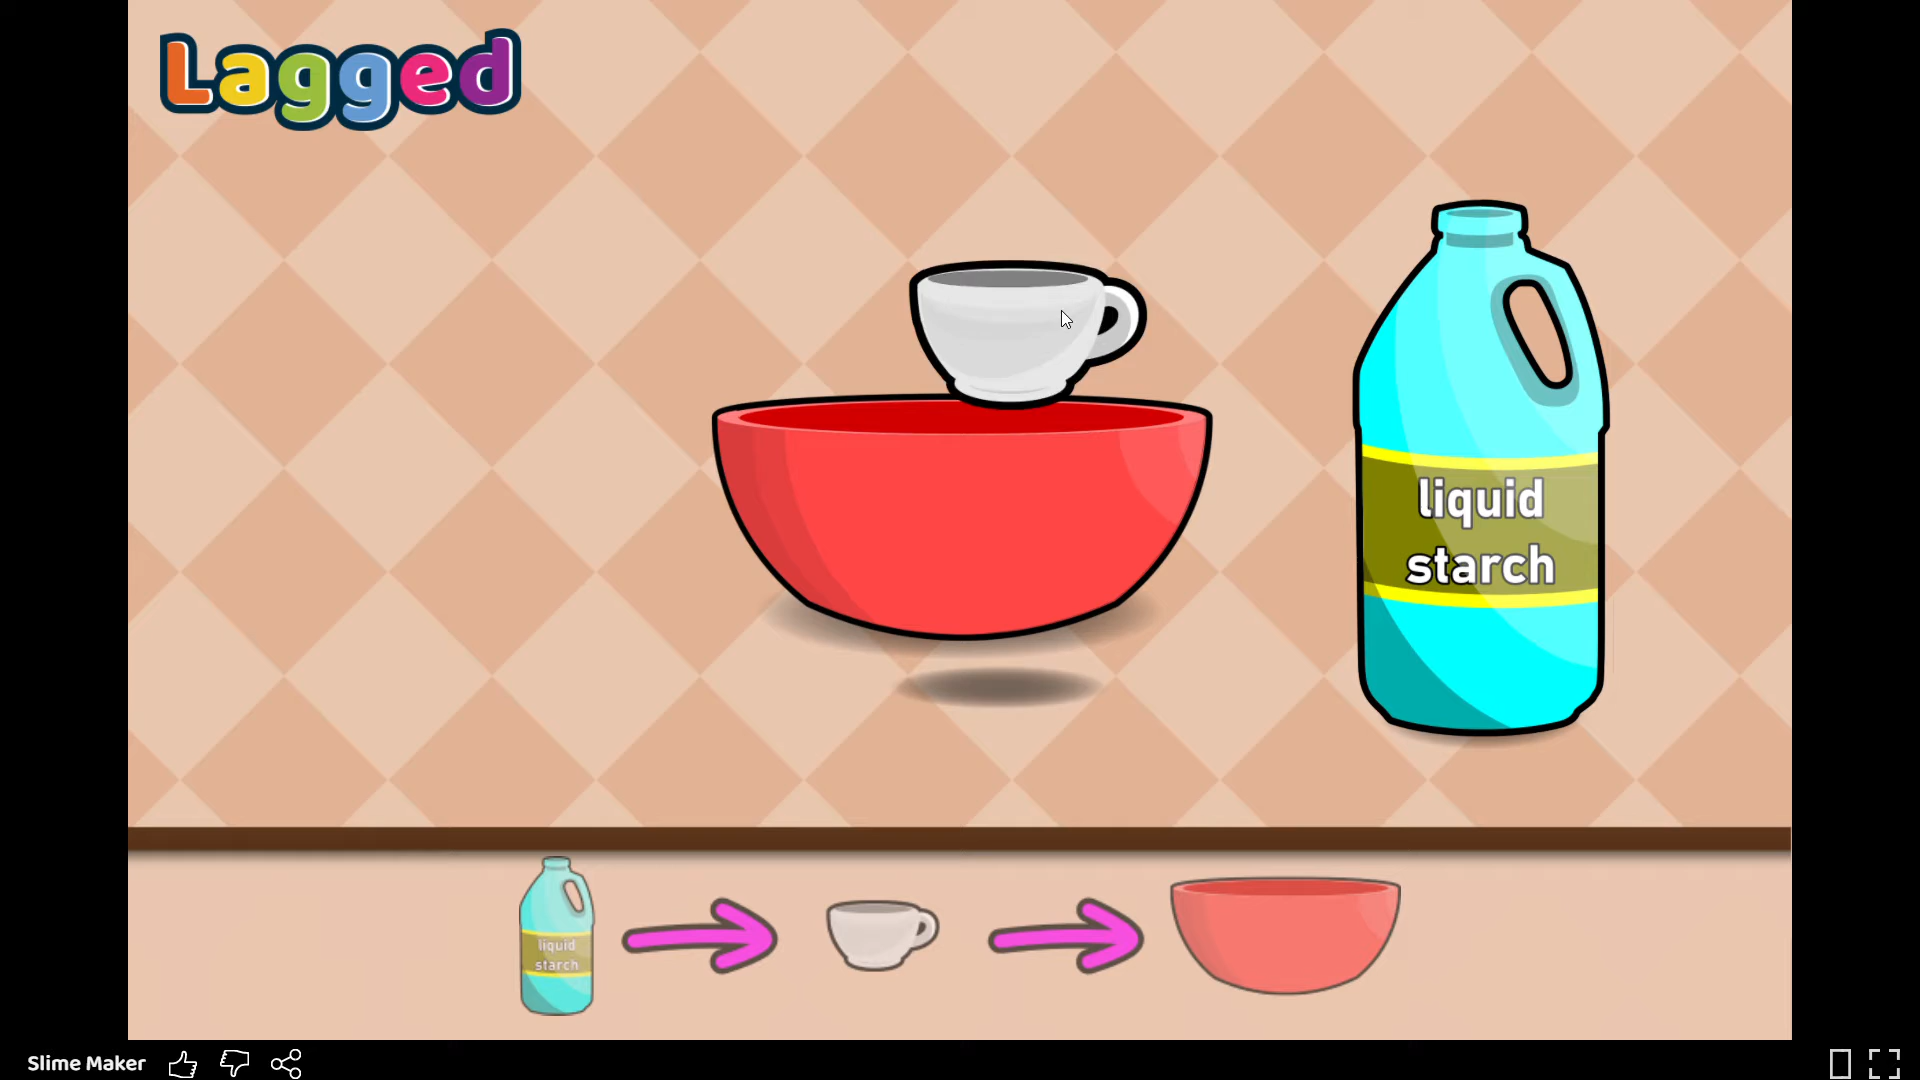 Lagged
liquid
starch
liquid
starch
Slime Maker